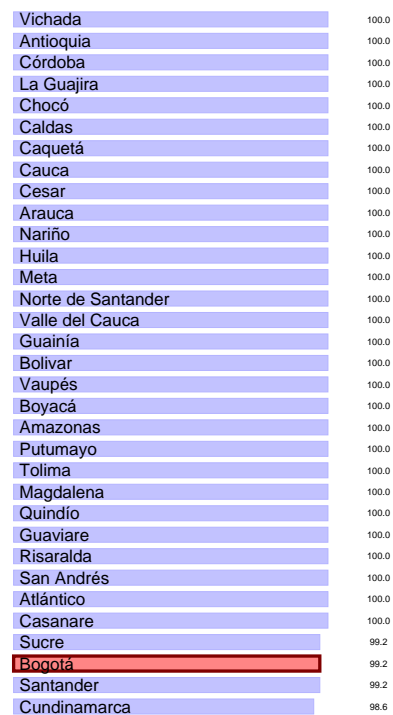 Vichada 100.0
Antioquia 100.0
Córdoba 100.0
La Guajira 100.0
Chocó 100.0
Caldas 100.0
Caquetá 100.0
Cauca 100.0
Cesar 100.0
Arauca 100.0
Nariño 100.0
Huila 100.0
Meta 100.0
Norte de Santander 100.0
Valle del Cauca 100.0
Guainía 100.0
Bolivar 100.0
Vaupés 100.0
Boyacá 100.0
Amazonas 100.0
Putumayo 100.0
Tolima 100.0
Magdalena 100.0
Quindío 100.0
Guaviare 100.0
Risaralda 100.0
San Andrés 100.0
Atlántico 100.0
Casanare 100.0
Sucre 99.2
Bogotá 99.2
Santander 99.2
Cundinamarca 98.6